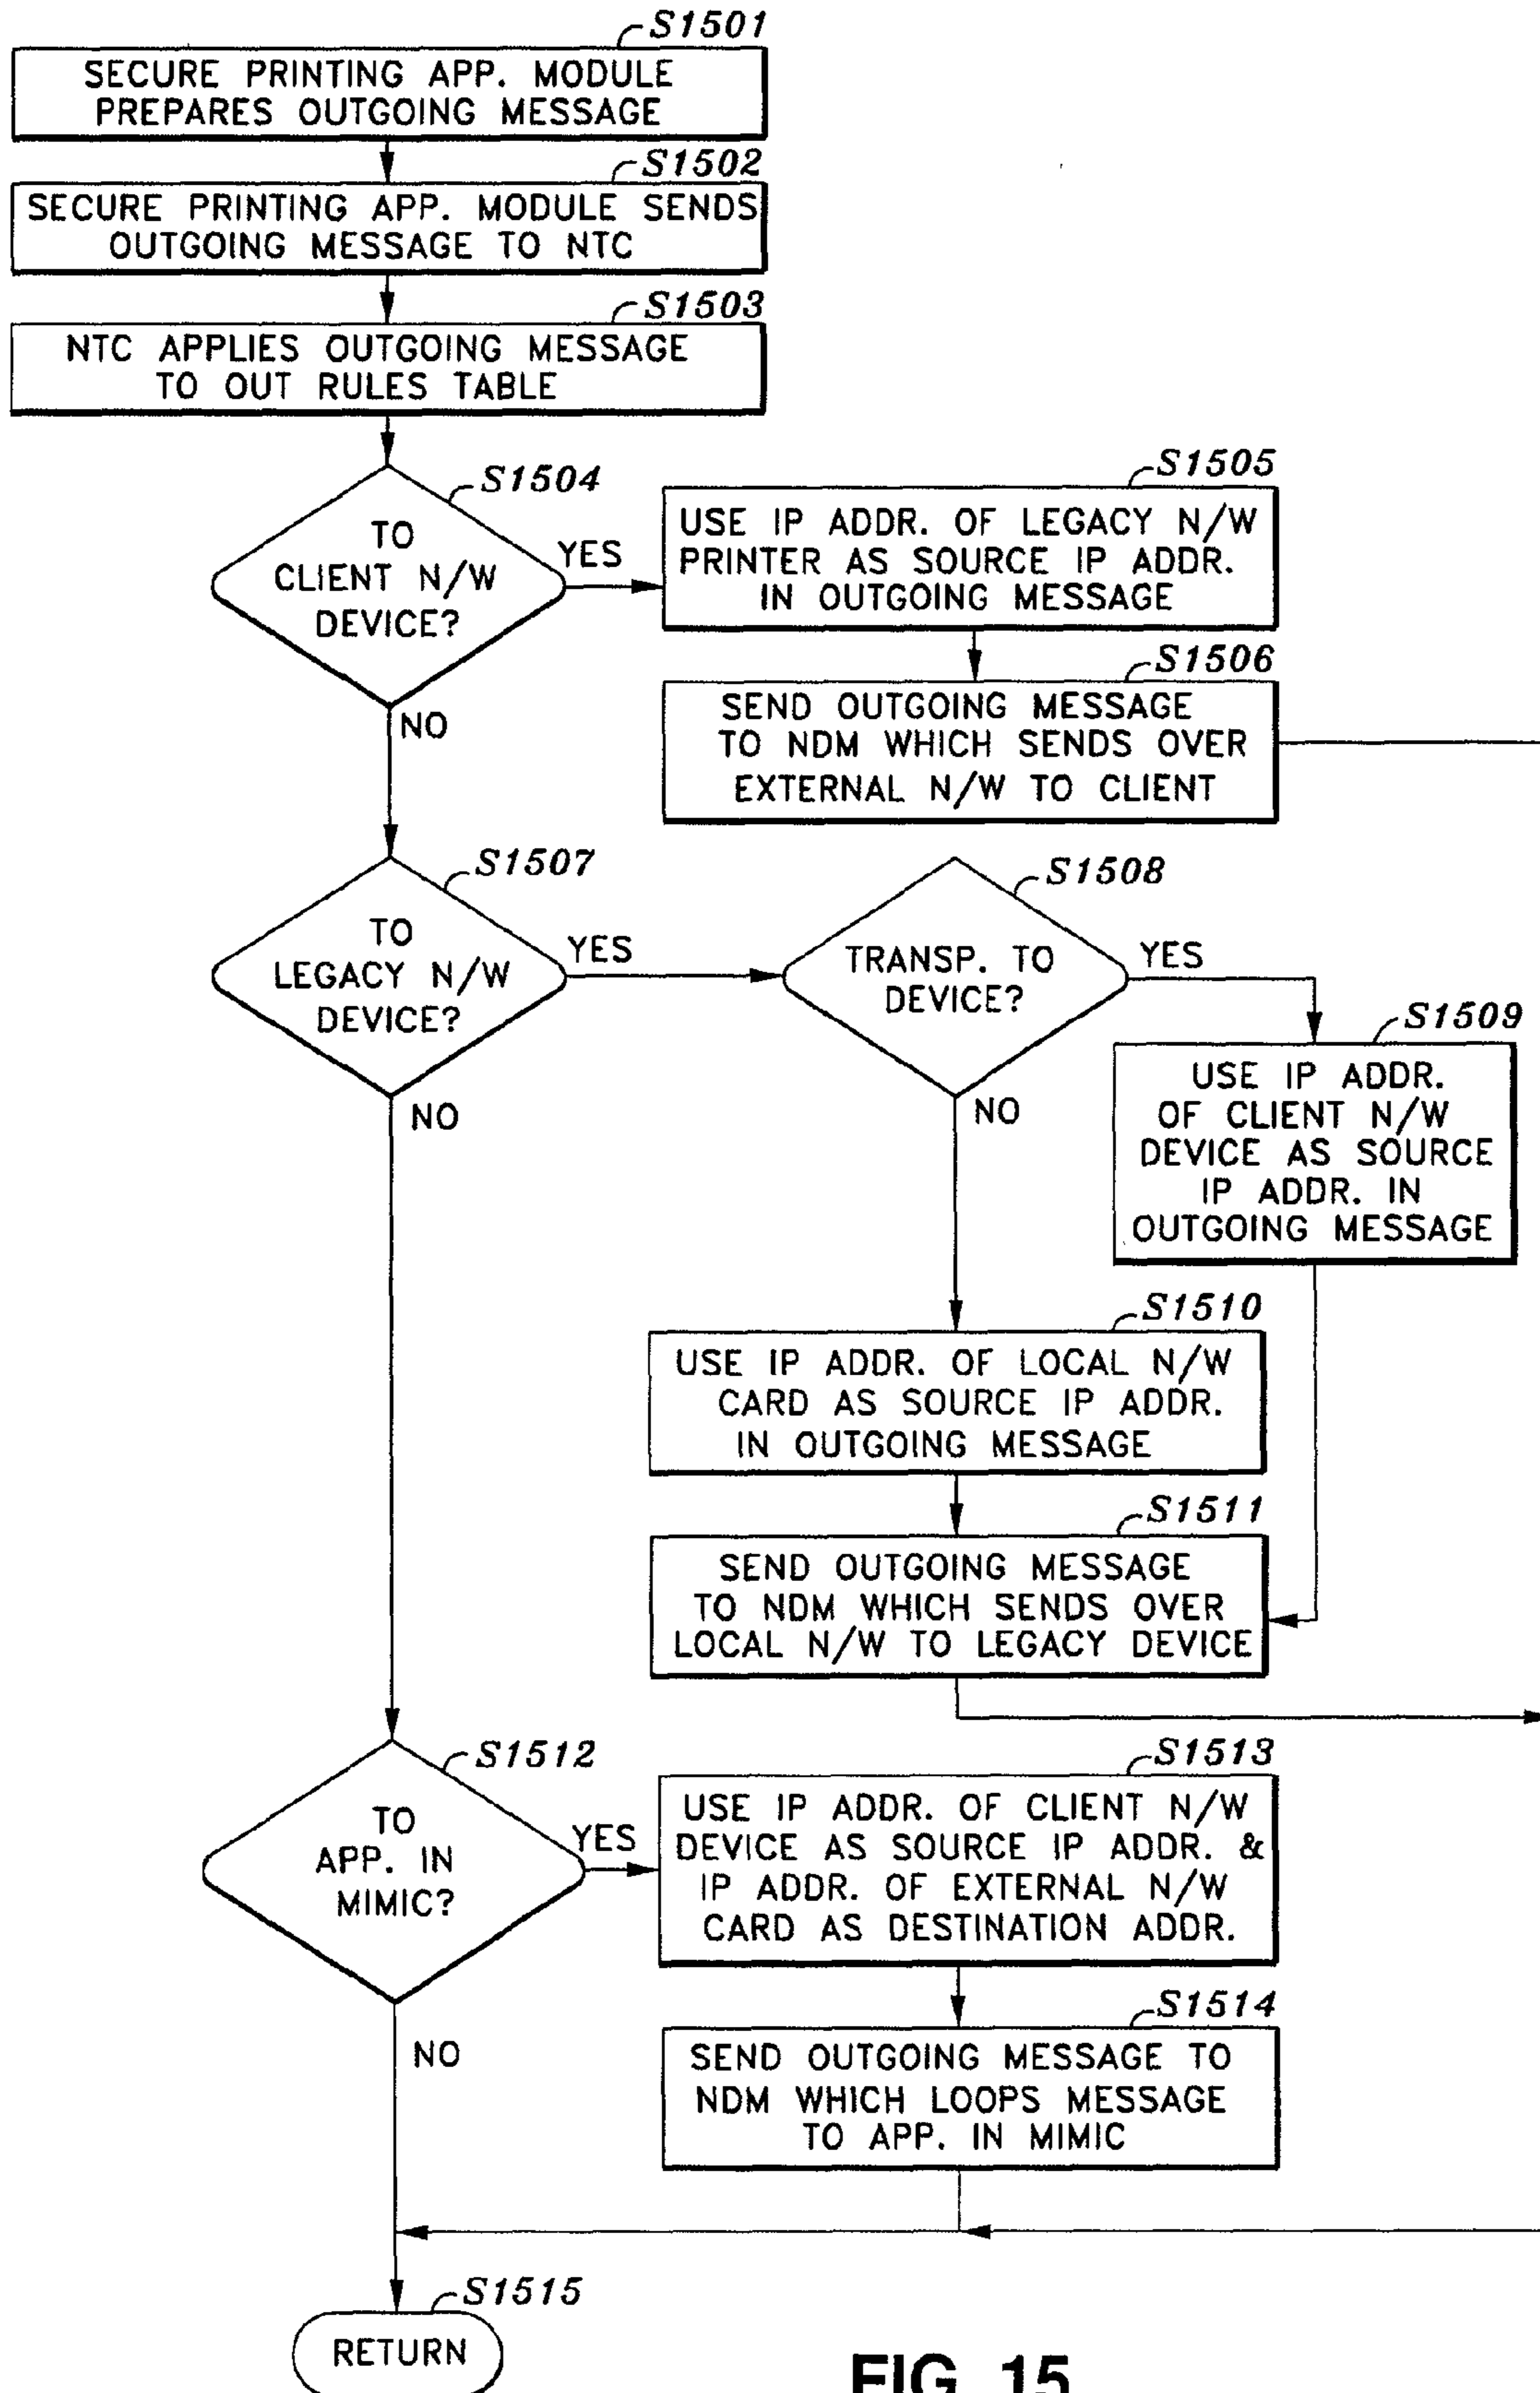 S1501
SECURE PRINTING APP. MODULE
PREPARES OUTGOING MESSAGE
S1502
SECURE PRINTING APP. MODULE SENDS
OUTGOING MESSAGE TO NTC
S1503
NTC APPLIES OUTGOING MESSAGE
TO OUT RULES TABLE
S1504
TO
CLIENT N/W
DEVICE?
YES
NO
S1505
USE IP ADDR. OF LEGACY N/W
PRINTER AS SOURCE IP ADDR.
IN OUTGOING MESSAGE
S1506
SEND OUTGOING MESSAGE
TO NDM WHICH SENDS OVER
EXTERNAL N/W TO CLIENT
S1507
TO
LEGACY N/W
DEVICE?
YES
NO
S1508
TRANSP. TO
DEVICE?
YES
NO
S1509
USE IP ADDR.
OF CLIENT N/W
DEVICE AS SOURCE
IP ADDR. IN
OUTGOING MESSAGE
S1510
USE IP ADDR. OF LOCAL N/W
CARD AS SOURCE IP ADDR.
IN OUTGOING MESSAGE
S1511
SEND OUTGOING MESSAGE
TO NDM WHICH SENDS OVER
LOCAL N/W TO LEGACY DEVICE
S1512
TO
APP. IN
MIMIC?
YES
NO
S1513
USE IP ADDR. OF CLIENT N/W
DEVICE AS SOURCE IP ADDR. &
IP ADDR. OF EXTERNAL N/W
CARD AS DESTINATION ADDR.
S1514
SEND OUTGOING MESSAGE TO
NDM WHICH LOOPS MESSAGE
TO APP. IN MIMIC
S1515
RETURN
FIG. 15